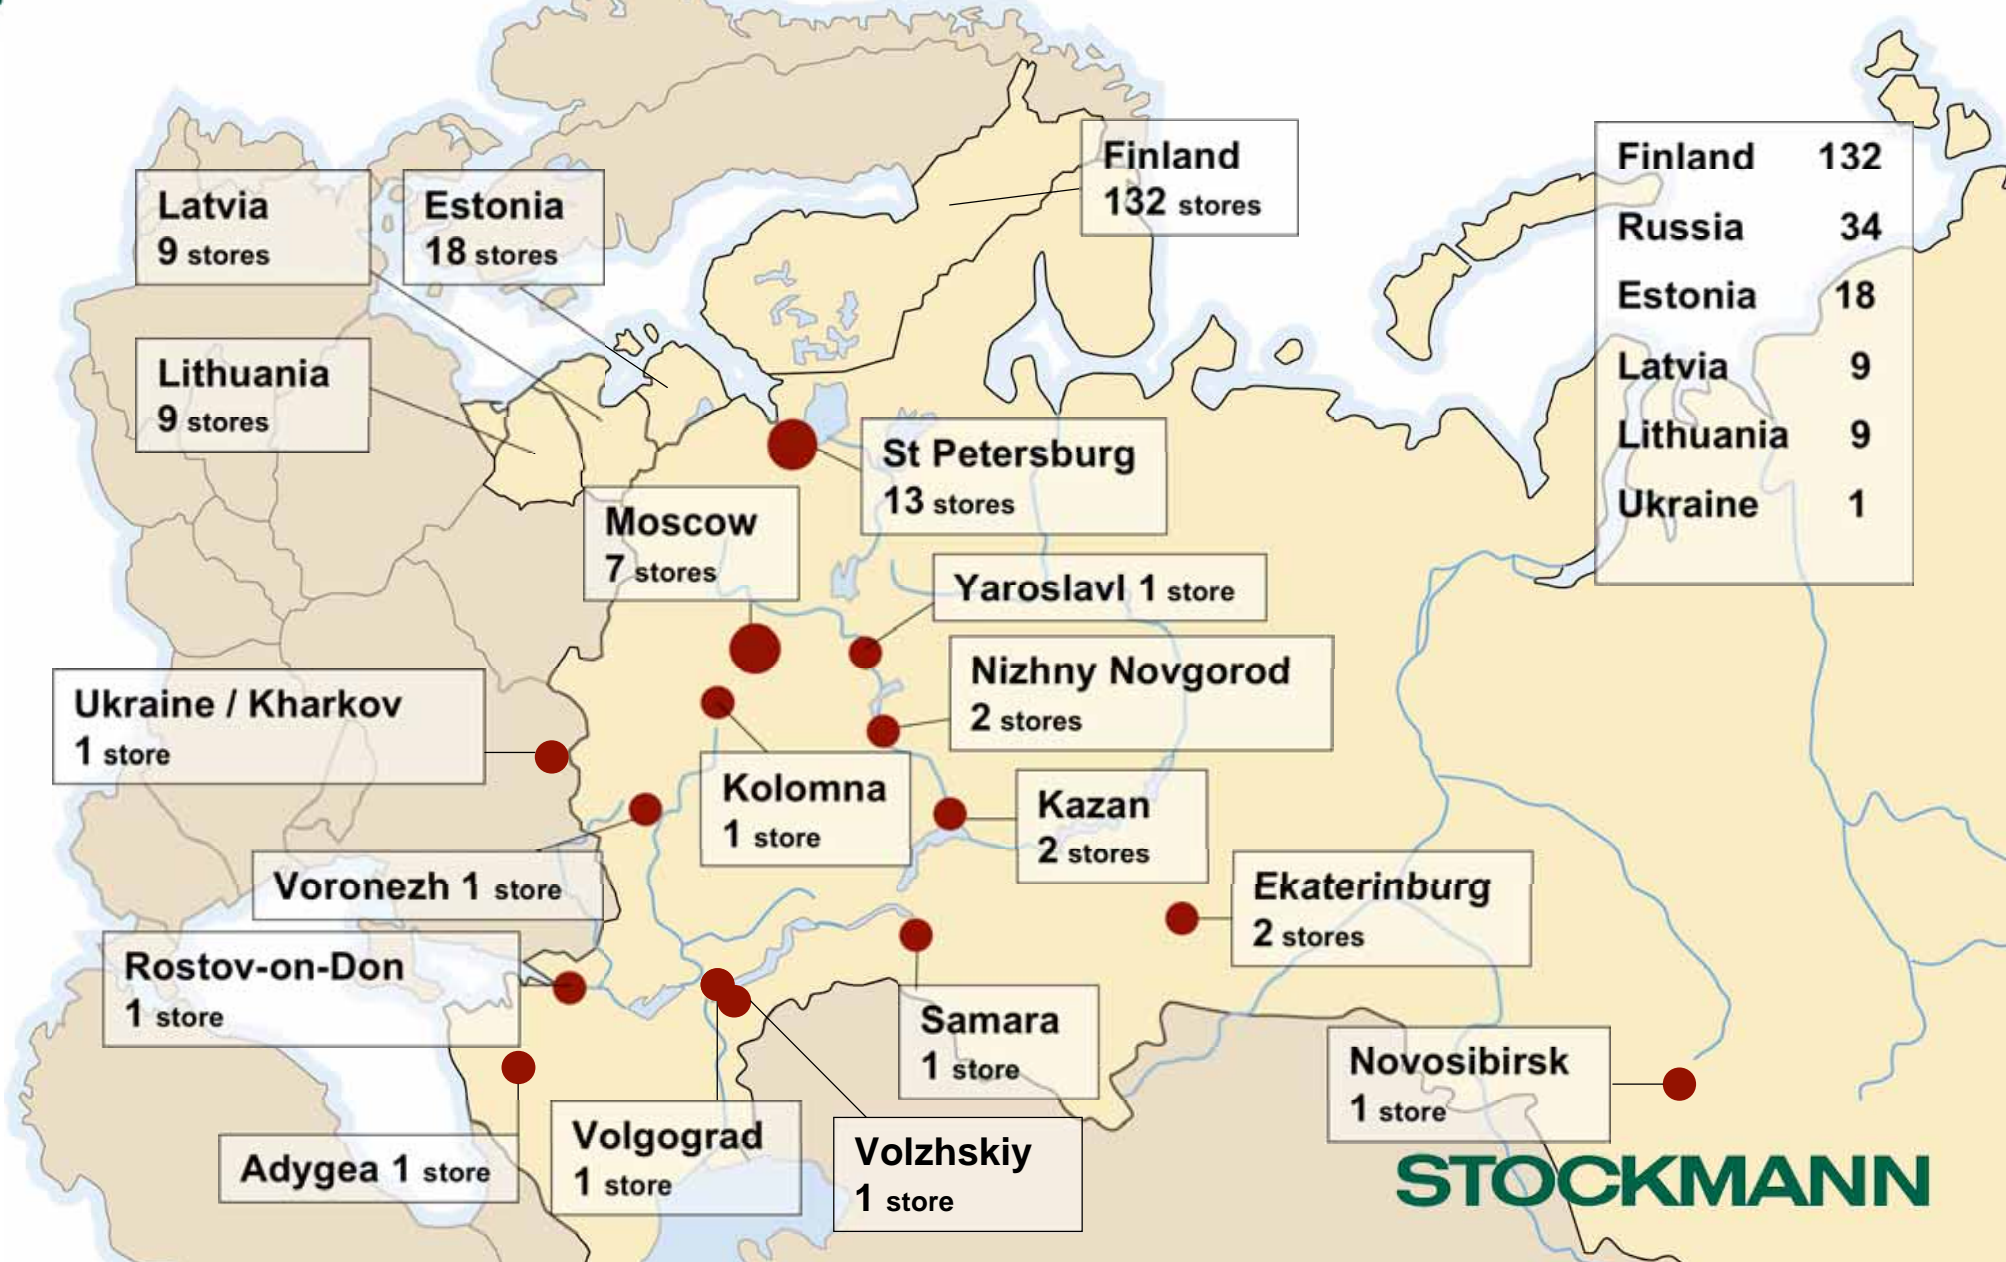 Finland
132 stores
Latvia
9 stores
Estonia
18 stores
Lithuania
9 stores
Finland 132
Russia 34
Estonia 18
Latvia 9
Lithuania 9
Ukraine 1
St Petersburg
13 stores
Moscow
7 stores
Yaroslavl 1 store
Nizhny Novgorod
2 stores
Ukraine / Kharkov
1 store
Kolomna
1 store
Kazan
2 stores
Voronezh 1 store
Ekaterinburg
2 stores
Rostov-on-Don
1 store
Samara
1 store
Novosibirsk
1 store
Adygea 1 store
Volgograd
1 store
Volzhskiy
1 store
STOCKMANN